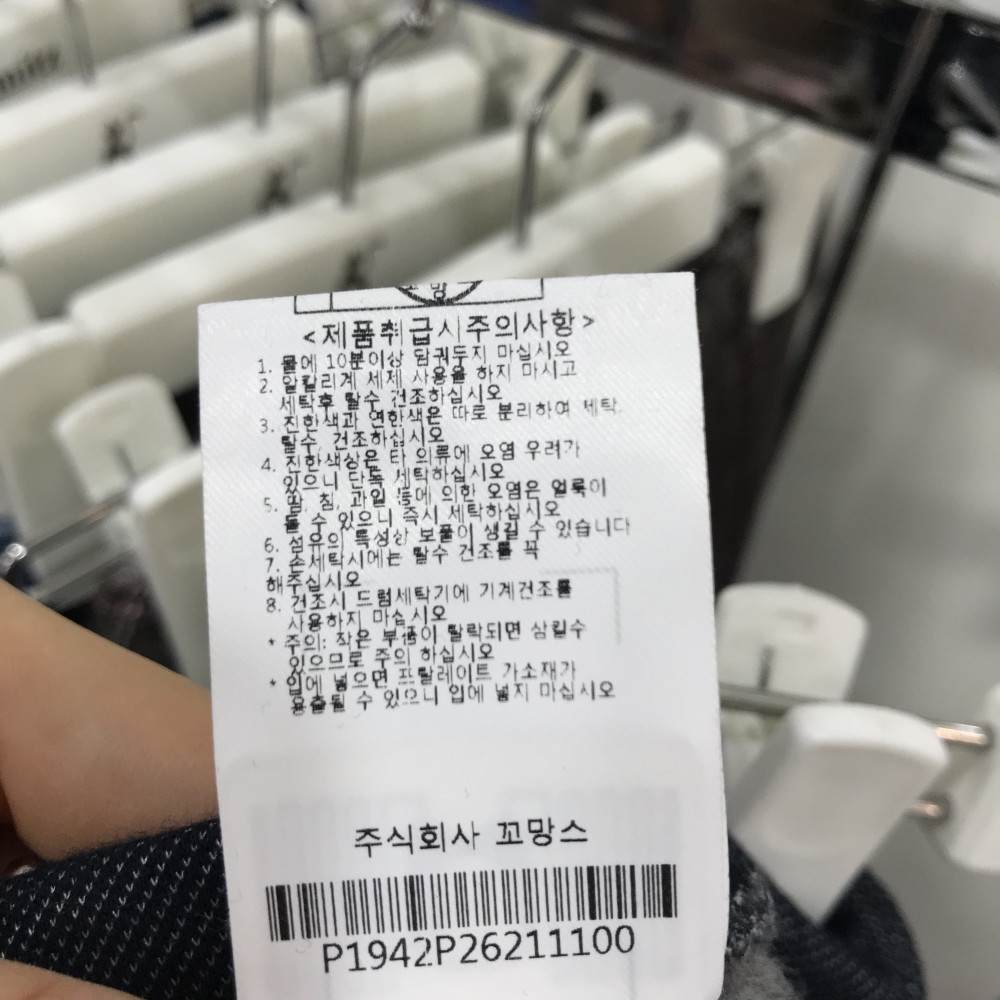 꼬망
<제품취급시주의사항>
1. 물에 10분이상 담궈두지 마십시오
2. 알칼리계 세제 사용을 하지 마시고
세탁후 탈수 건조하십시오
3. 진한색과 연한색은 따로 분리하여 세탁,
탈수, 건조하십시오
4. 진한색상은 타 의류에 오염 우려가
있으니 단독 세탁하십시오
5. 땀, 침, 과일 등에 의한 오염은 얼룩이
될 수 있으니 즉시 세탁하십시오
6. 섬유의 특성상 보풀이 생길 수 있습니다
7. 손세탁시에는 탈수 건조를 꼭
해주십시오
8. 건조시 드럼세탁기에 기계건조를
사용하지 마십시오
* 주의: 작은 부품이 탈락되면 삼킬수
있으므로 주의 하십시오
* 입에 넣으면 프탈레이트 가소재가
용출될 수 있으니 입에 넣지 마십시오
주식회사 꼬망스
P1942P26211100